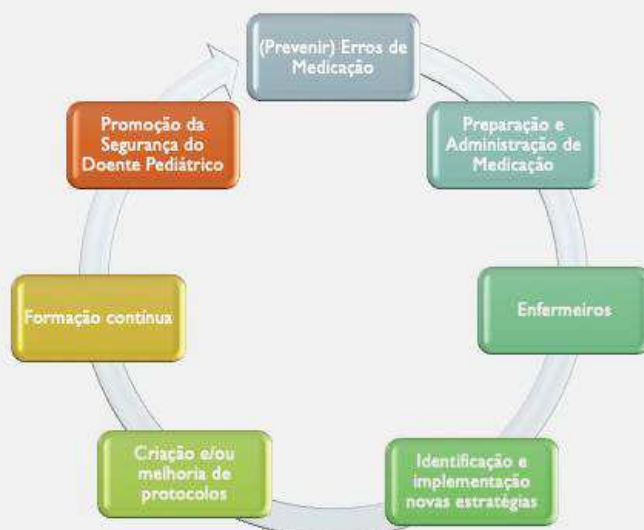 (Prevenir) Erros de
Medicação
Preparação e
Administração de
Medicação
Enfermeiros
Identificação e
implementação
novas estratégias
Criação e/ou
melhoria de
protocolos
Formação contínua
Promoção da
Segurança do
Doente Pediátrico